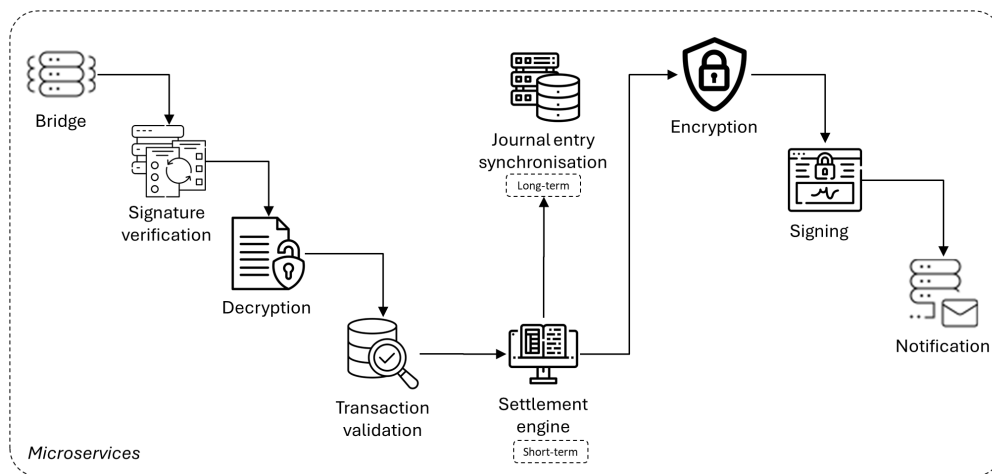 Bridge
Signature
verification
Decryption
Transaction
validation
Settlement
engine
Short-term
Journal entry
synchronisation
Long-term
Encryption
Signing
Notification
Microservices